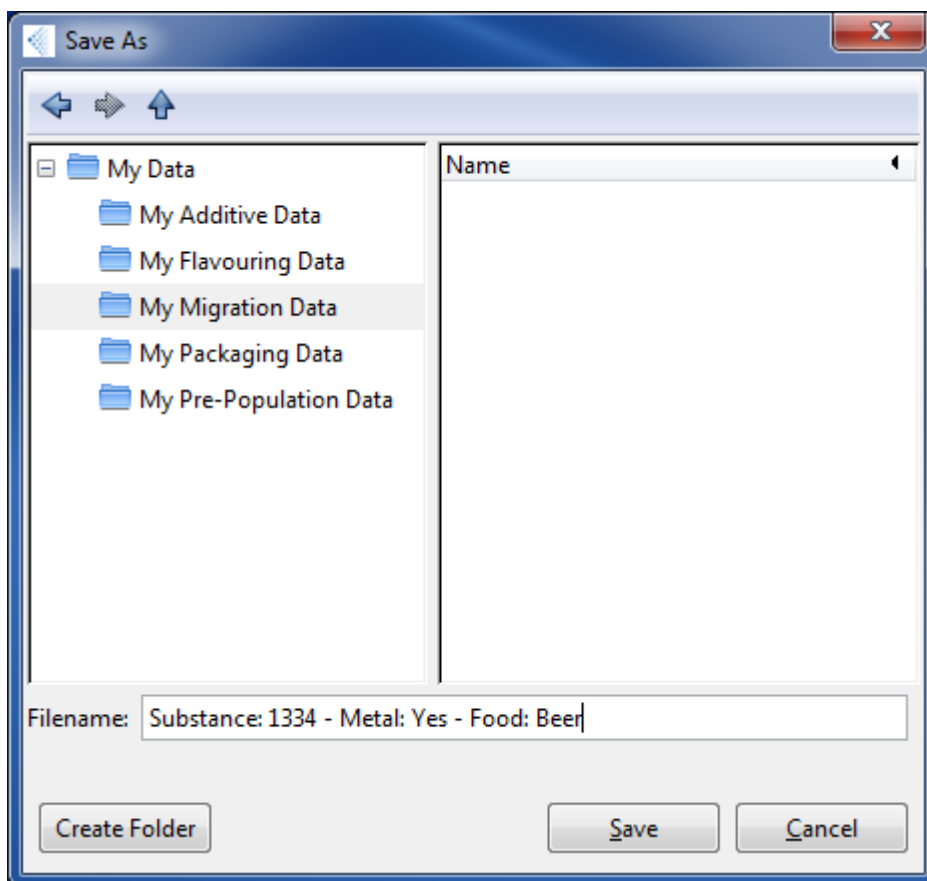 Save As
My Data
My Additive Data
My Flavouring Data
My Migration Data
My Packaging Data
My Pre-Population Data
Name
Filename: Substance: 1334 - Metal: Yes - Food: Beer
Create Folder Save Cancel